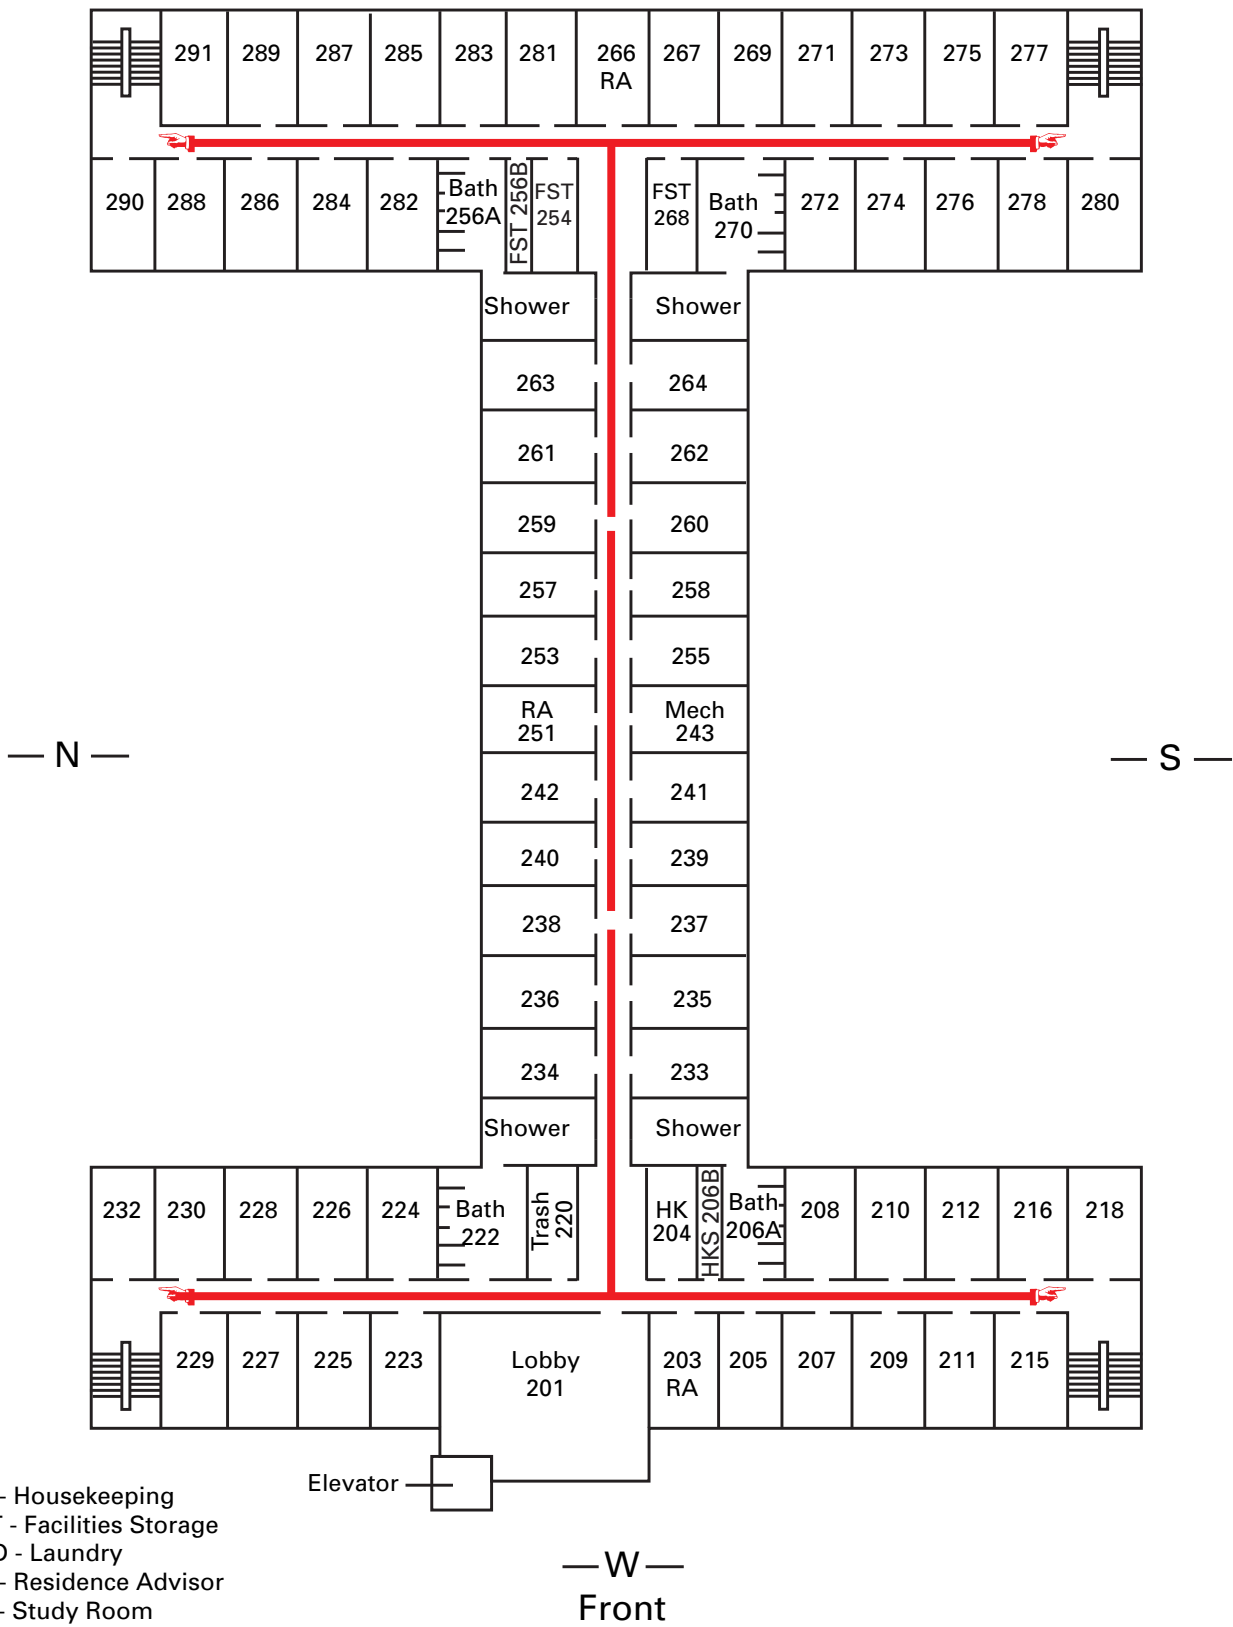 291 289 287 285 283 281 266 267 269 271 273 275 277
RA
290 288 286 284 282 Bath 256A FST 256B FST 254 FST 268 Bath 270 272 274 276 278 280
Shower Shower
263 264
261 262
259 260
257 258
253 255
RA Mech
251 243
— N — — S —
242 241
240 239
238 237
236 235
234 233
Shower Shower
232 230 228 226 224 Bath 222 Trash 220 HK 204 HKS 206B Bath 206A 208 210 212 216 218
229 227 225 223 Lobby 201 203 RA 205 207 209 211 215
Elevator
- Housekeeping
- Facilities Storage
- Laundry
- Residence Advisor
- Study Room
— W —
Front